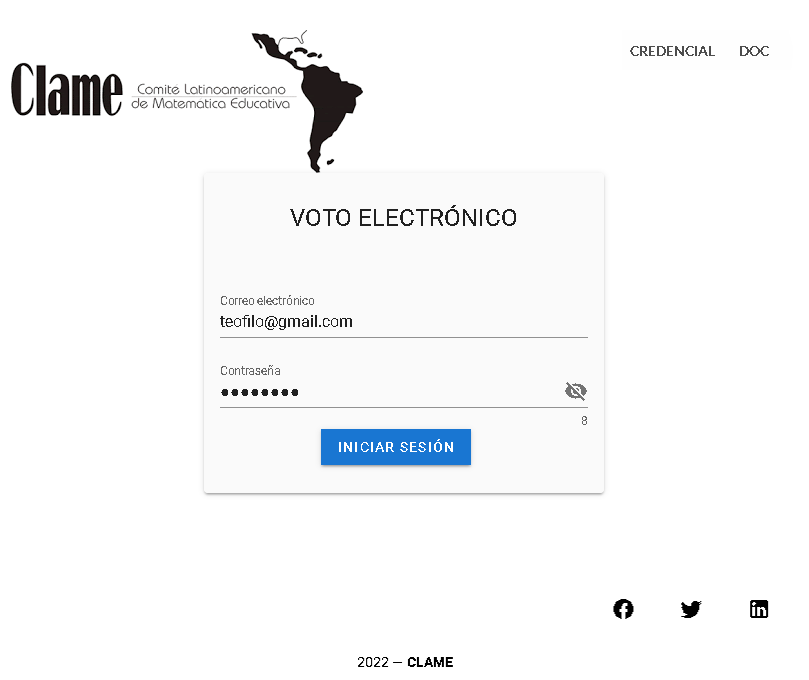 CREDENCIAL DOC
Clame
Comite Latinoamericano
de Matematica Educativa
VOTO ELECTRÓNICO
Correo electrónico
teofilo@gmail.com
Contraseña
••••••••
8
INICIAR SESIÓN
2022 — CLAME